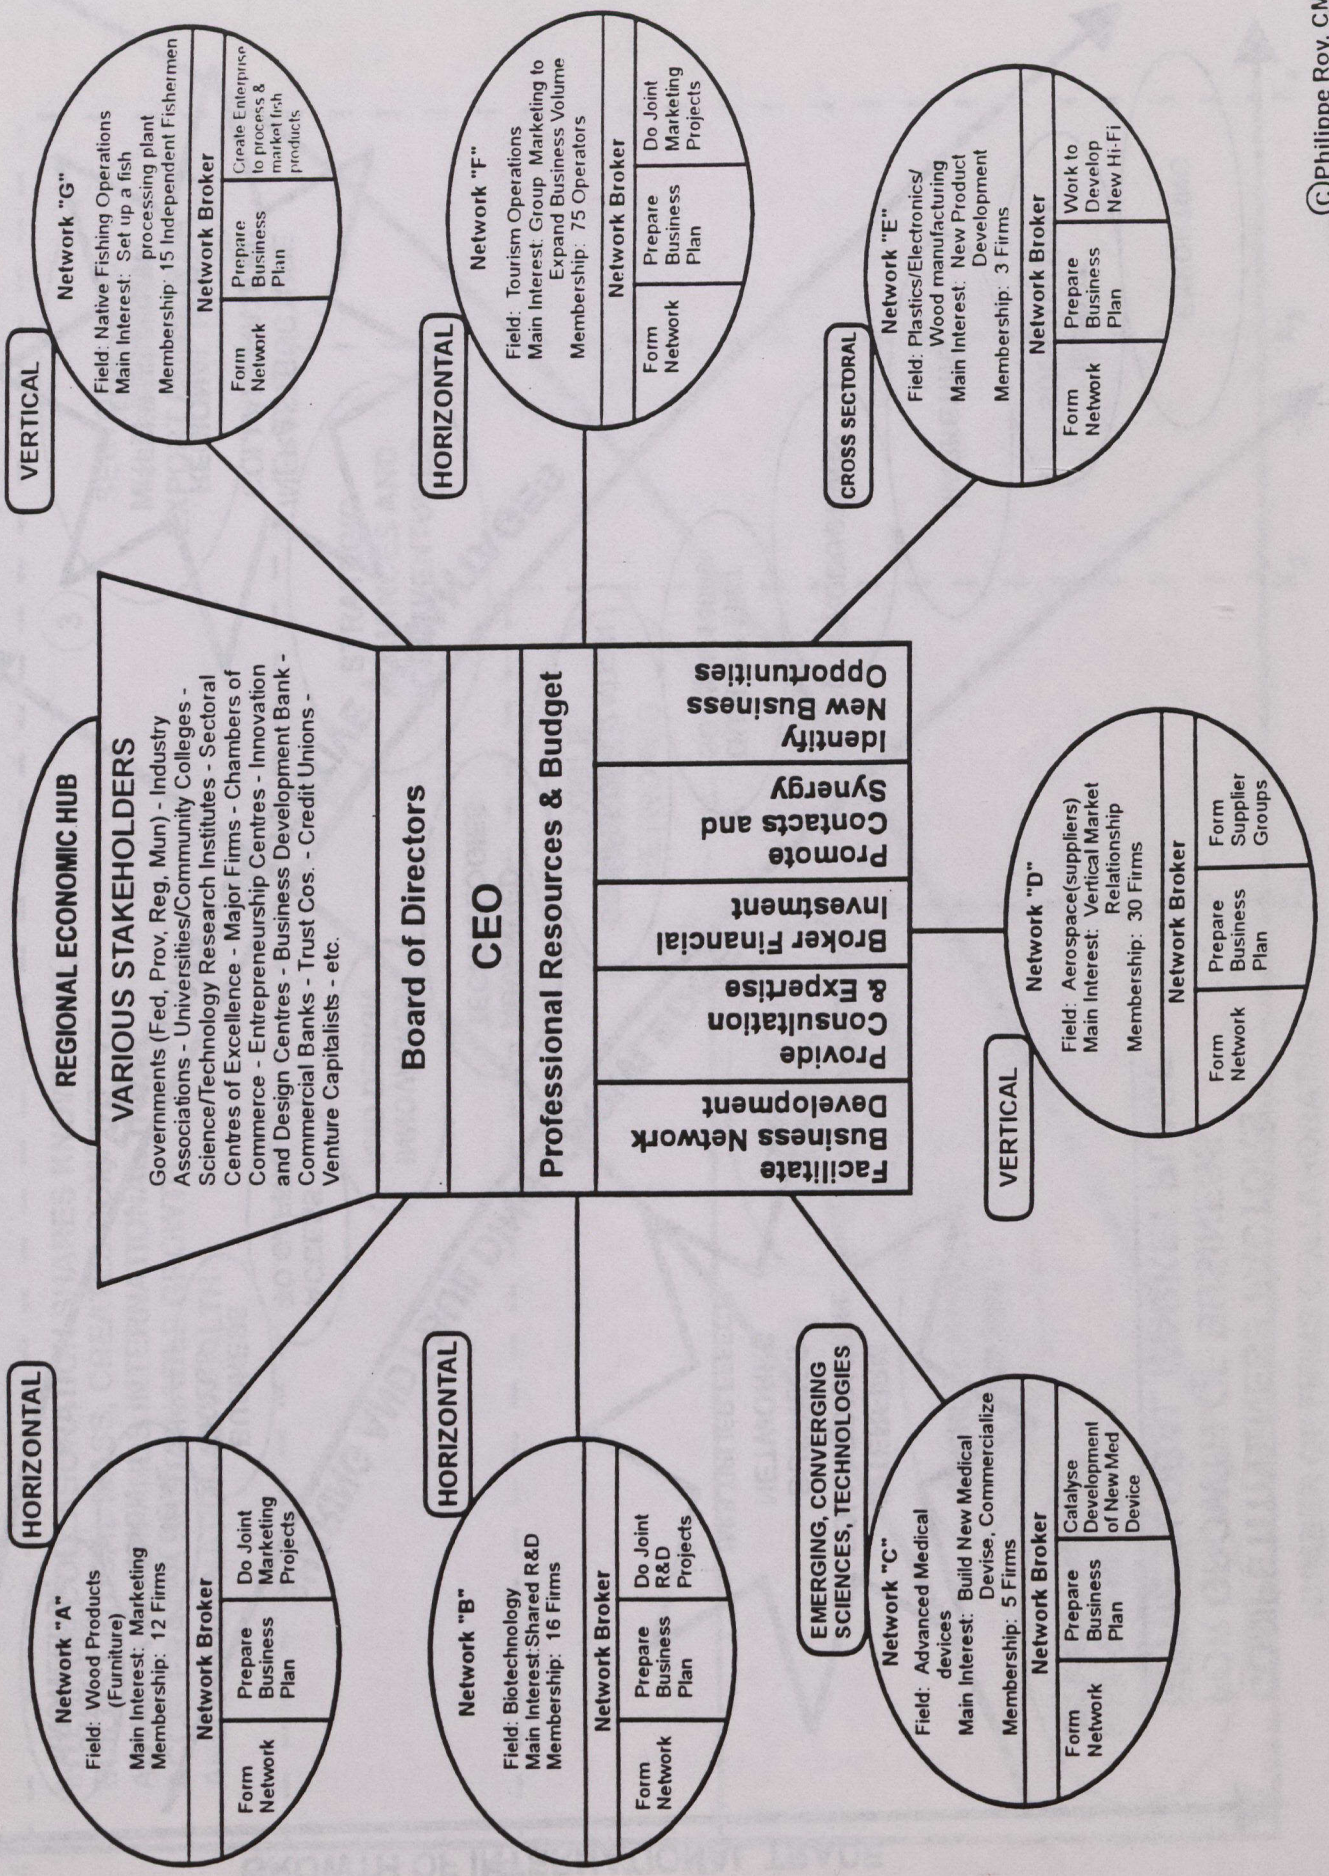 REGIONAL ECONOMIC HUB
VARIOUS STAKEHOLDERS
Governments (Fed, Prov, Reg, Mun) - Industry
Associations - Universities/Community Colleges -
Science/Technology Research Institutes - Sectoral
Centres of Excellence - Major Firms - Chambers of
Commerce - Entrepreneurship Centres - Innovation
and Design Centres - Business Development Bank -
Commercial Banks - Trust Cos. - Credit Unions -
Venture Capitalists - etc.
Board of Directors
CEO
Professional Resources & Budget
Facilitate
Business Network
Development
Provide
Consultation
& Expertise
Broker Financial
Investment
Promote
Contacts and
Synergy
Identify
New Business
Opportunities
HORIZONTAL
Network "A"
Field: Wood Products
(Furniture)
Main Interest: Marketing
Membership: 12 Firms
Network Broker
Form
Network
Prepare
Business
Plan
Do Joint
Marketing
Projects
HORIZONTAL
Network "B"
Field: Biotechnology
Main Interest:Shared R&D
Membership: 16 Firms
Network Broker
Form
Network
Prepare
Business
Plan
Do Joint
R&D
Projects
EMERGING, CONVERGING
SCIENCES, TECHNOLOGIES
Network "C"
Field: Advanced Medical
devices
Main Interest: Build New Medical
Devise, Commercialize
Membership: 5 Firms
Network Broker
Form
Network
Prepare
Business
Plan
Catalyse
Development
of New Med
Device
VERTICAL
Network "D"
Field: Aerospace(suppliers)
Main Interest: Vertical Market
Relationship
Membership: 30 Firms
Network Broker
Form
Network
Prepare
Business
Plan
Form
Supplier
Groups
CROSS SECTORAL
Network "E"
Field: Plastics/Electronics/
Wood manufacturing
Main Interest: New Product
Development
Membership: 3 Firms
Network Broker
Form
Network
Prepare
Business
Plan
Work to
Develop
New Hi-Fi
HORIZONTAL
Network "F"
Field: Tourism Operations
Main Interest: Group Marketing to
Expand Business Volume
Membership: 75 Operators
Network Broker
Form
Network
Prepare
Business
Plan
Do Joint
Marketing
Projects
VERTICAL
Network "G"
Field: Native Fishing Operations
Main Interest: Set up a fish
processing plant
Membership: 15 Independent Fishermen
Network Broker
Form
Network
Prepare
Business
Plan
Create Enterprise
to process &
market fish
products
©Philippe Roy, CM
GROWTH OF INTERNATIONAL TRADE